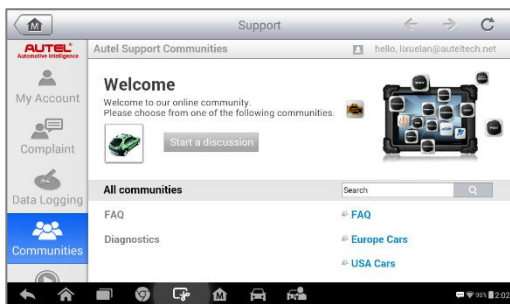 Support
AUTEL
Automotive Intelligence
Autel Support Communities
hello, lixuelan@auteltech.net
My Account
Welcome
Welcome to our online community.
Please choose from one of the following communities.
Complaint
Start a discussion
Data Logging
All communities
Search
FAQ
FAQ
Diagnostics
Europe Cars
Communities
USA Cars
2:02